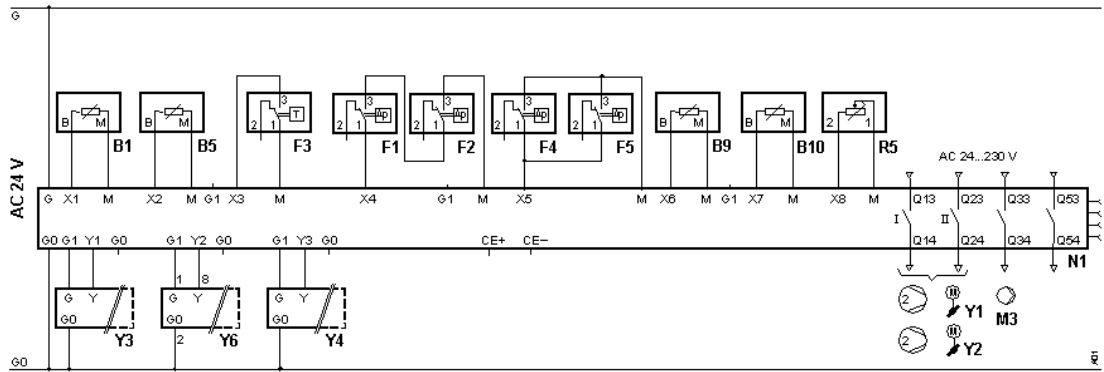 G
AC 24 V
B M B1
B M B5
3 2 1 T F3
3 2 1 Δp F1
3 2 1 Δp F2
3 2 1 Δp F4
3 2 1 Δp F5
B M B9
B M B10
2 1 R5
AC 24...230 V
G X1 M X2 M G1 X3 M X4 G1 M X5 M X6 M G1 X7 M X8 M Q13 Q23 Q33 Q53
I II
G0 G1 Y1 G0 G1 Y2 G0 G1 Y3 G0 CE+ CE− Q14 Q24 Q34 Q54
N1
1 8
G Y G0 Y3
G Y G0 2 Y6
G Y G0 Y4
2 M Y1 M3
2 M Y2
G0